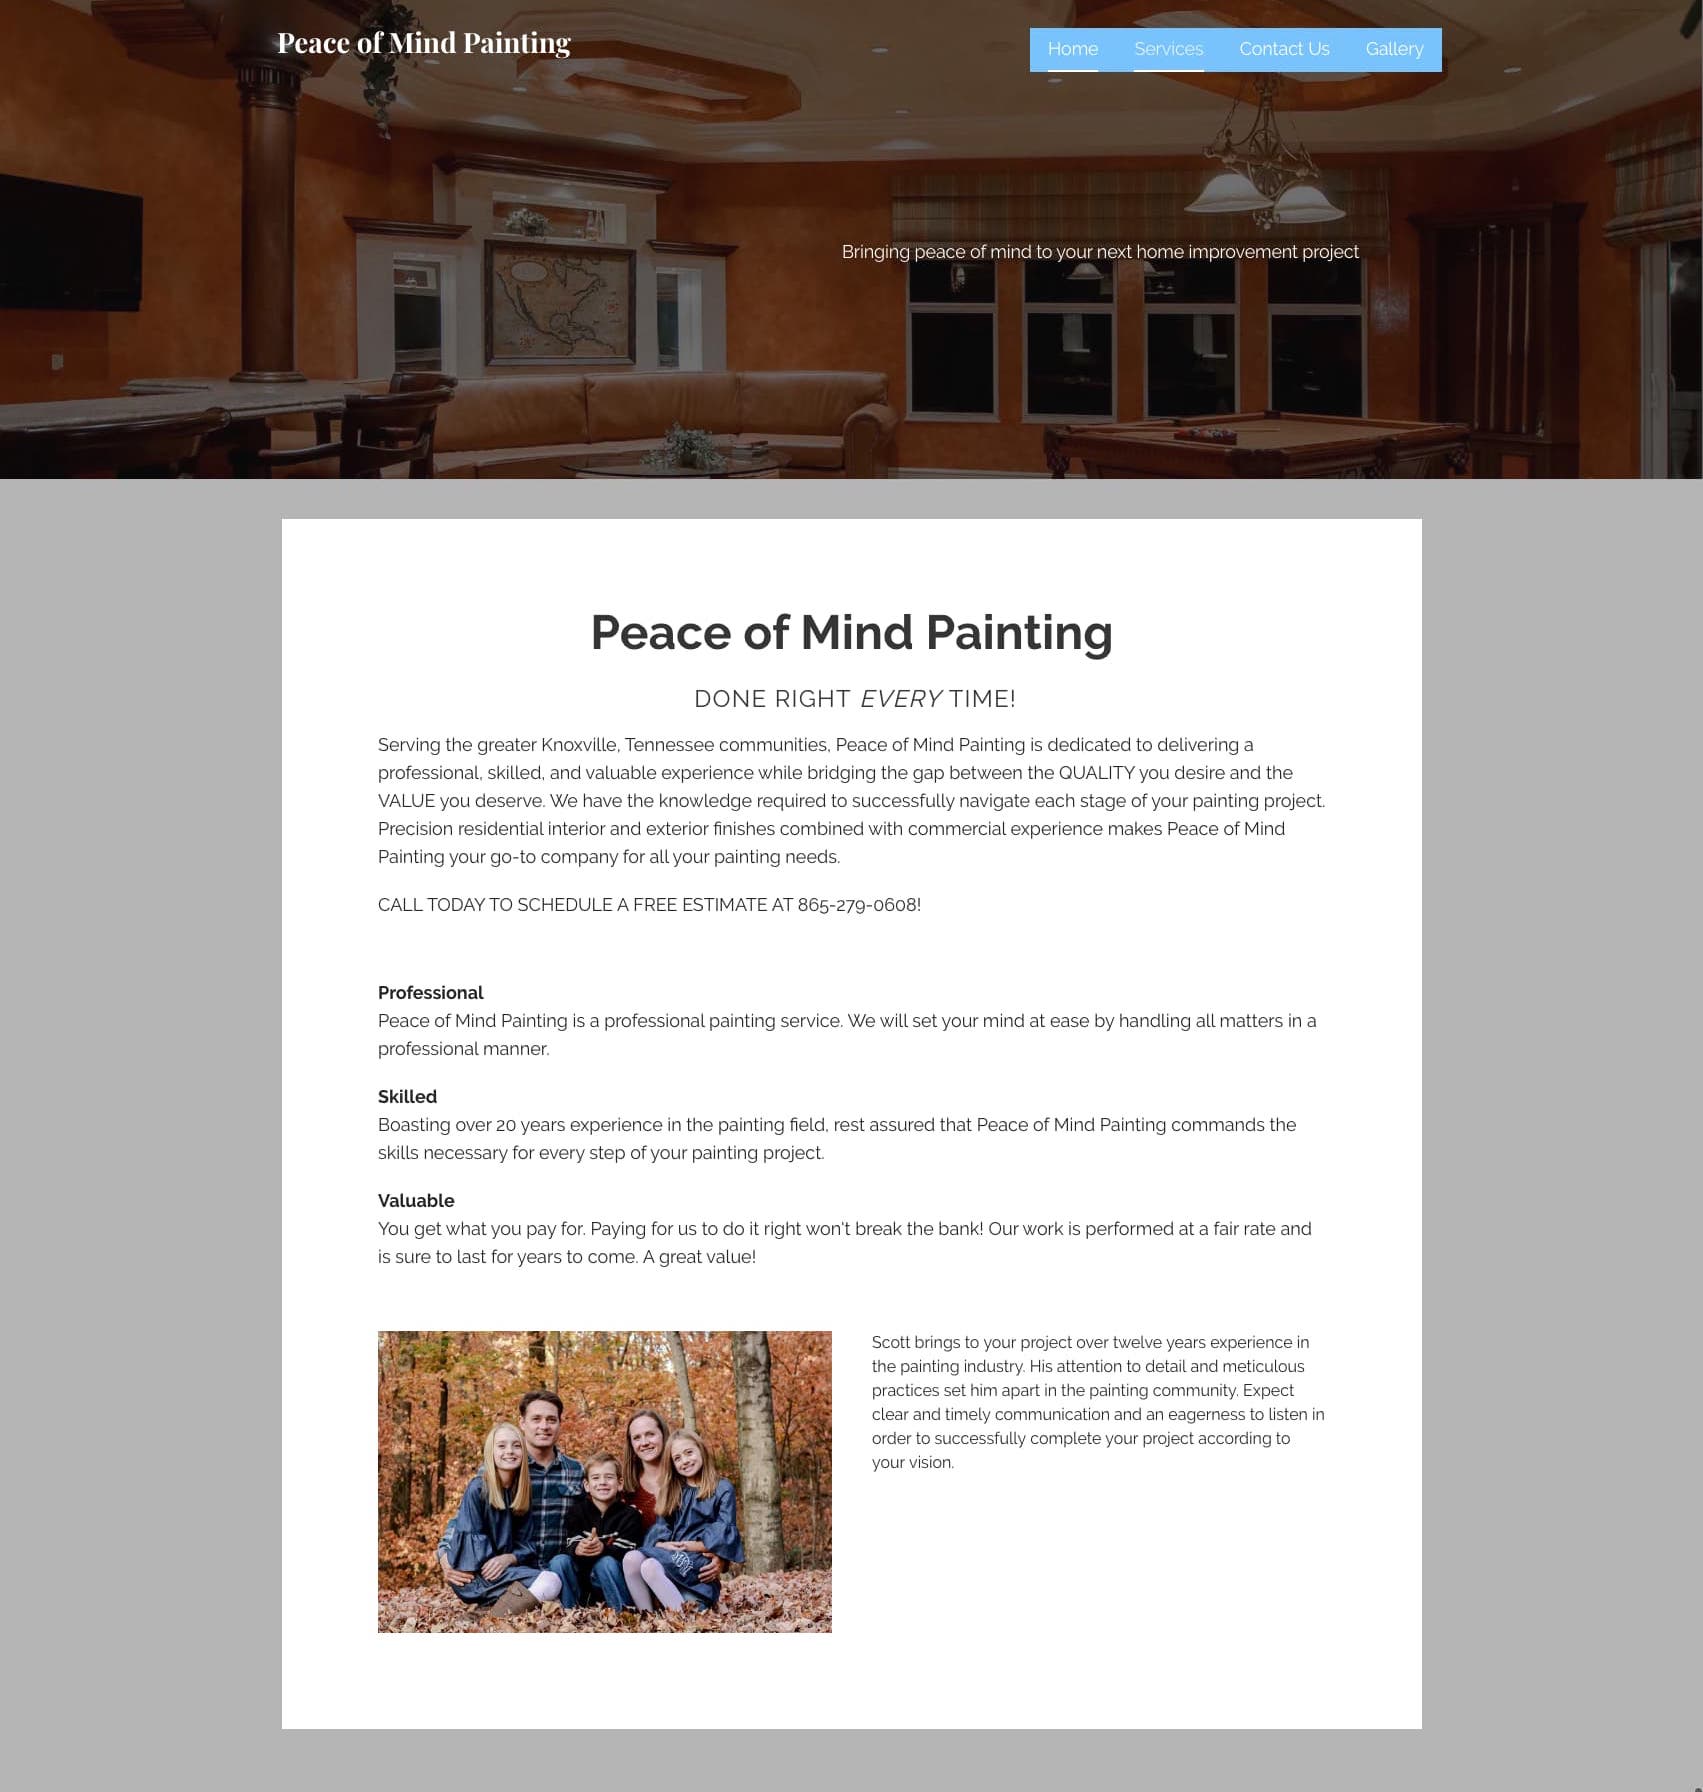 Peace of Mind Painting
Home Services Contact Us Gallery
Bringing peace of mind to your next home improvement project
Peace of Mind Painting
DONE RIGHT EVERY TIME!
Serving the greater Knoxville, Tennessee communities, Peace of Mind Painting is dedicated to delivering a
professional, skilled, and valuable experience while bridging the gap between the QUALITY you desire and the
VALUE you deserve. We have the knowledge required to successfully navigate each stage of your painting project.
Precision residential interior and exterior finishes combined with commercial experience makes Peace of Mind
Painting your go-to company for all your painting needs.
CALL TODAY TO SCHEDULE A FREE ESTIMATE AT 865-279-0608!
Professional
Peace of Mind Painting is a professional painting service. We will set your mind at ease by handling all matters in a
professional manner.
Skilled
Boasting over 20 years experience in the painting field, rest assured that Peace of Mind Painting commands the
skills necessary for every step of your painting project.
Valuable
You get what you pay for. Paying for us to do it right won't break the bank! Our work is performed at a fair rate and
is sure to last for years to come. A great value!
Scott brings to your project over twelve years experience in
the painting industry. His attention to detail and meticulous
practices set him apart in the painting community. Expect
clear and timely communication and an eagerness to listen in
order to successfully complete your project according to
your vision.